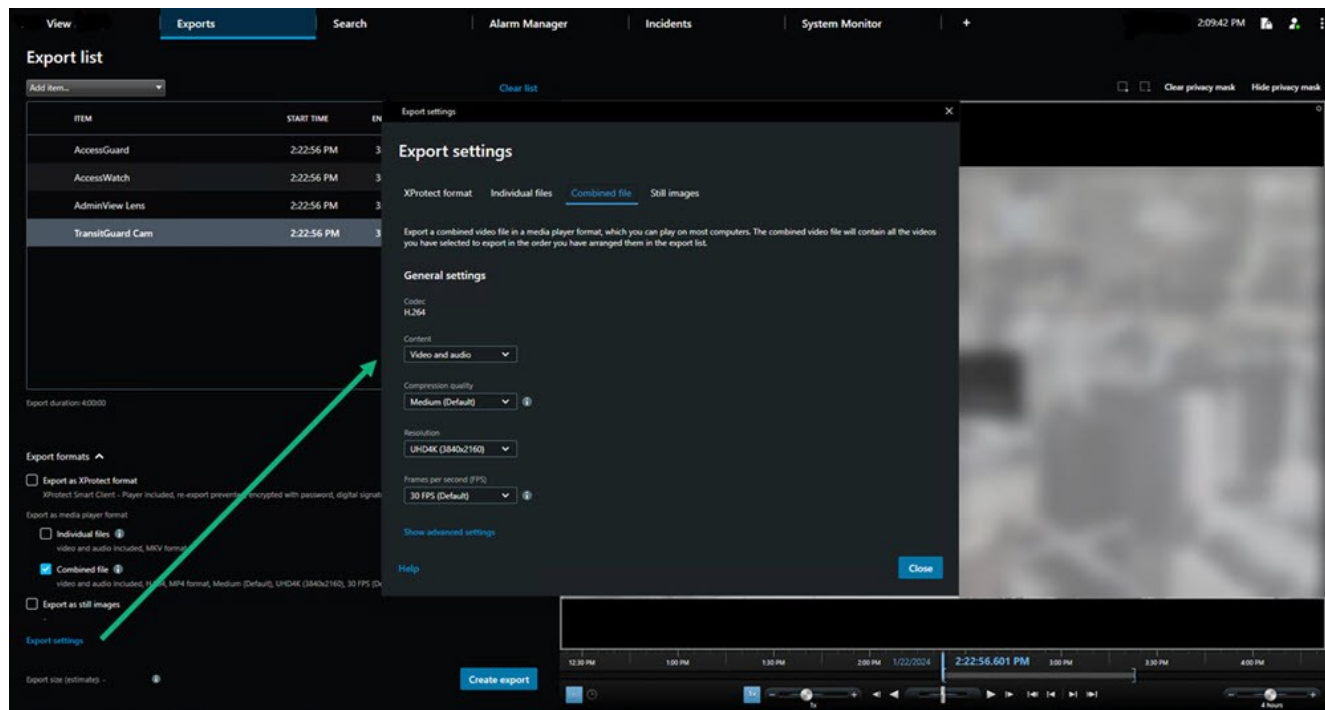 View Exports Search Alarm Manager Incidents System Monitor + 2:09:42 PM
Export list
Add item... Clear list Clear privacy mask Hide privacy mask
ITEM START TIME EN
AccessGuard 2:22:56 PM 3
AccessWatch 2:22:56 PM 3
AdminView Lens 2:22:56 PM 3
TransitGuard Cam 2:22:56 PM 3
Export duration: 4:00:00
Export formats
Export as XProtect format
XProtect Smart Client - Player included, re-export prevented, encrypted with password, digital signat
Export as media player format
Individual files
video and audio included, MKV format
Combined file
video and audio included, H.264, MP4 format, Medium (Default), UHD4K (3840x2160), 30 FPS (De
Export as still images
-
Export settings
Export size (estimate): -
Create export
Export settings
Export settings
XProtect format Individual files Combined file Still images
Export a combined video file in a media player format, which you can play on most computers. The combined video file will contain all the videos
you have selected to export in the order you have arranged them in the export list.
General settings
Codec
H.264
Content
Video and audio
Compression quality
Medium (Default)
Resolution
UHD4K (3840x2160)
Frames per second (FPS)
30 FPS (Default)
Show advanced settings
Help Close
12:30 PM 1:00 PM 1:30 PM 2:00 PM 1/22/2024 2:22:56.601 PM 3:00 PM 3:30 PM 4:00 PM
1x 1x 4 hours